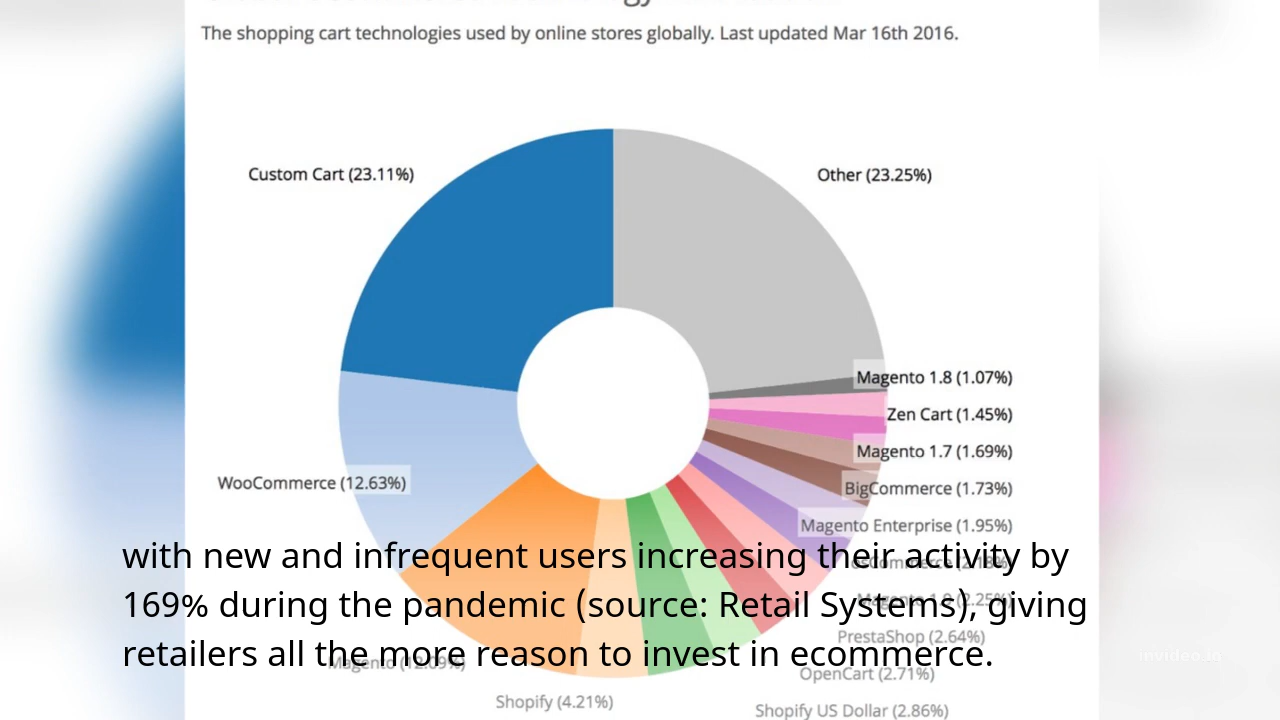 The shopping cart technologies used by online stores globally. Last updated Mar 16th 2016.
Custom Cart (23.11%)
Other (23.25%)
Magento 1.8 (1.07%)
Zen Cart (1.45%)
Magento 1.7 (1.69%)
BigCommerce (1.73%)
WooCommerce (12.63%)
Magento Enterprise (1.95%)
with new and infrequent users increasing their activity by
169% during the pandemic (source: Retail Systems), giving
retailers all the more reason to invest in ecommerce.
PrestaShop (2.64%)
OpenCart (2.71%)
Shopify (4.21%)
Shopify US Dollar (2.86%)
invideo.io